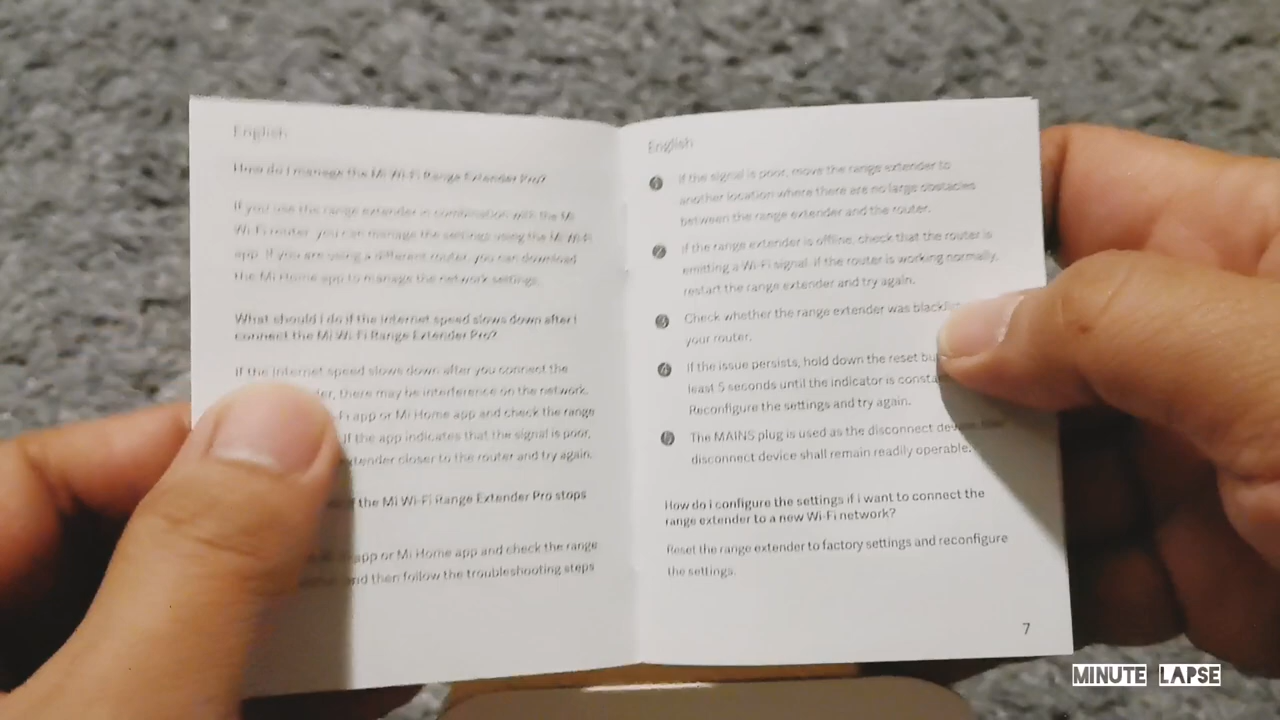 English
How do I manage the Mi Wi-Fi Range Extender Pro?
If you use the range extender in combination with the Mi
Wi-Fi router, you can manage the settings using the Mi Wi-Fi
app. If you are using a different router, you can download
the Mi Home app to manage the network settings.
What should I do if the Internet speed slows down after I
connect the Mi Wi-Fi Range Extender Pro?
If the Internet speed slows down after you connect the
there may be interference on the network.
app or Mi Home app and check the range
If the app indicates that the signal is poor,
closer to the router and try again.
the Mi Wi-Fi Range Extender Pro stops
app or Mi Home app and check the range
and then follow the troubleshooting steps
English
1 If the signal is poor, move the range extender to
another location where there are no large obstacles
between the range extender and the router.
2 If the range extender is offline, check that the router is
emitting a Wi-Fi signal. If the router is working normally,
restart the range extender and try again.
3 Check whether the range extender was
your router.
4 If the issue persists, hold down the reset
least 5 seconds until the indicator is
Reconfigure the settings and try again.
5 The MAINS plug is used as the disconnect
disconnect device shall remain readily operable.
How do i configure the settings if i want to connect the
range extender to a new Wi-Fi network?
Reset the range extender to factory settings and reconfigure
the settings.
7
MINUTE LAPSE